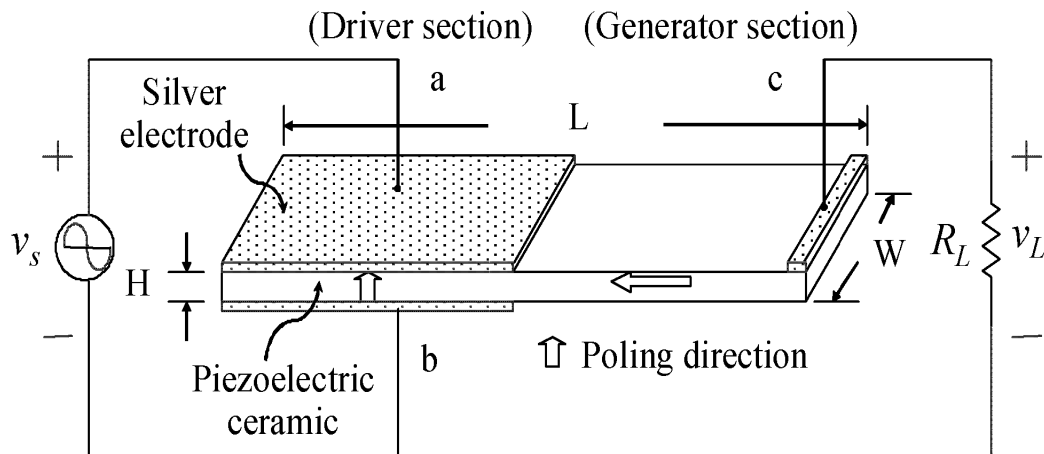 (Driver section) (Generator section)
a
c
Silver
electrode
L
+
+
v_s
H
W
R_L
v_L
−
−
b
Poling direction
Piezoelectric
ceramic